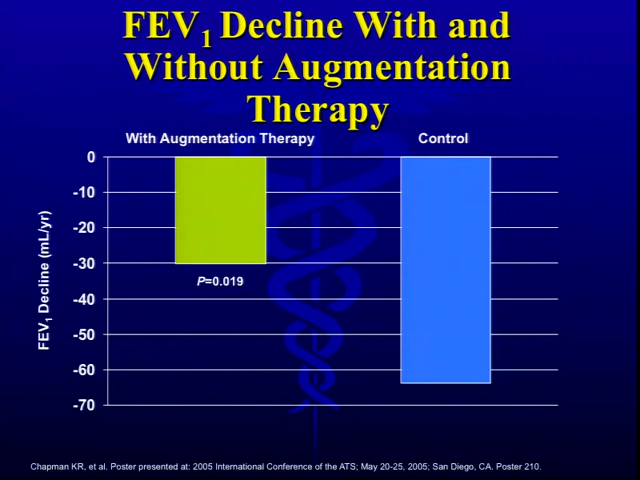 FEV1 Decline With and
Without Augmentation
Therapy
With Augmentation Therapy
Control
0
-10
-20
-30
-40
-50
-60
-70
FEV1 Decline (mL/yr)
P=0.019
Chapman KR, et al. Poster presented at: 2005 International Conference of the ATS; May 20-25, 2005; San Diego, CA. Poster 210.